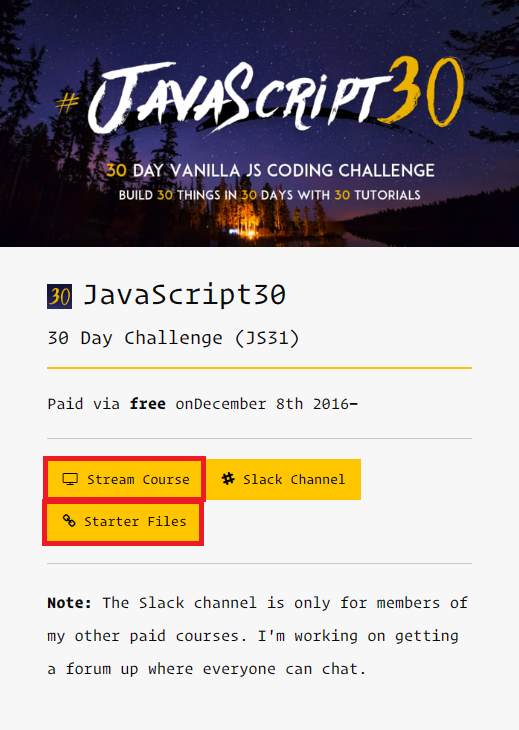 #JAVASCRIPT30
30 DAY VANILLA JS CODING CHALLENGE
BUILD 30 THINGS IN 30 DAYS WITH 30 TUTORIALS
30 JavaScript30
30 Day Challenge (JS31)
Paid via free onDecember 8th 2016–
Stream Course
Slack Channel
Starter Files
Note: The Slack channel is only for members of
my other paid courses. I'm working on getting
a forum up where everyone can chat.